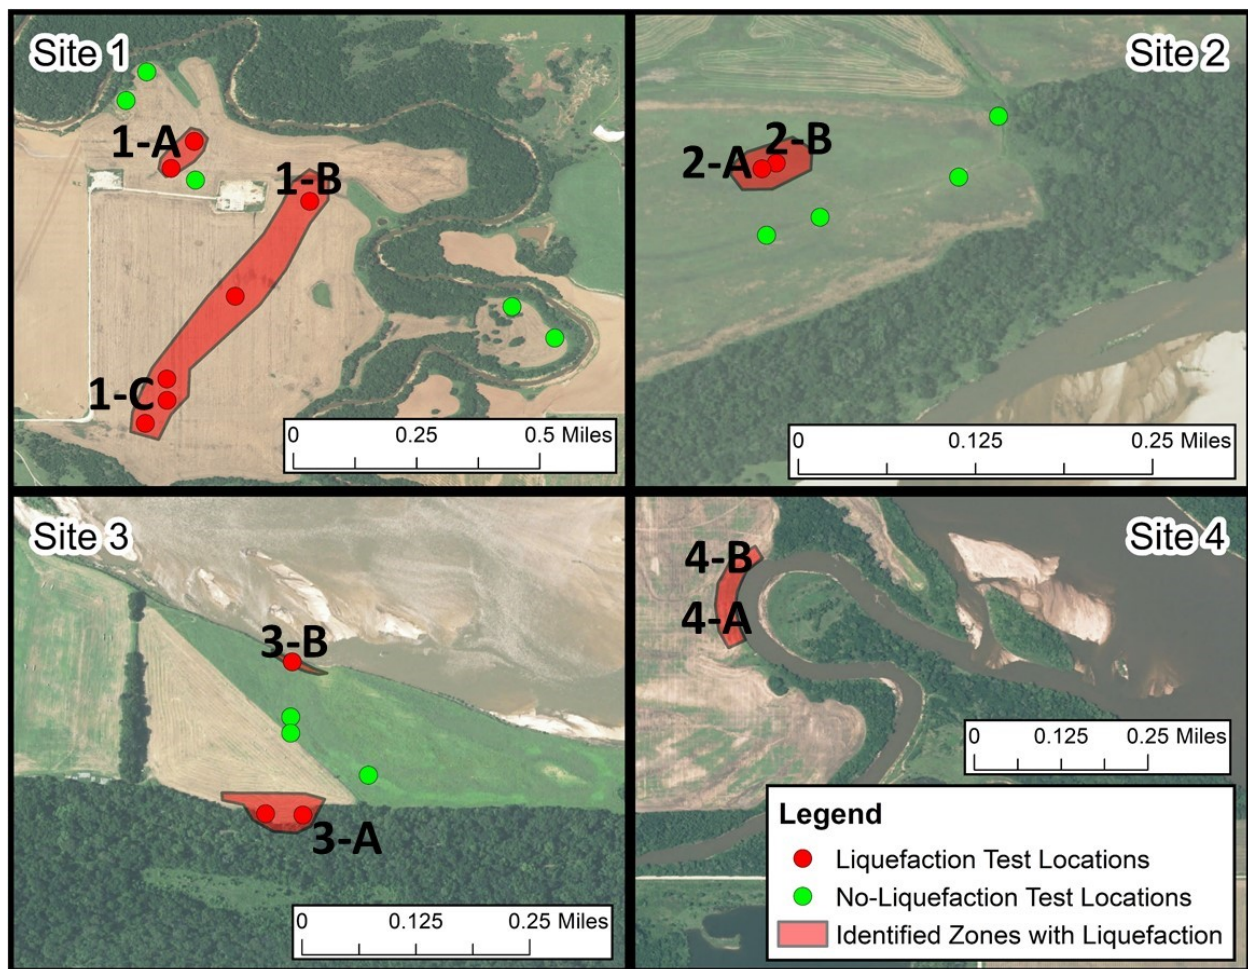 Site 1
1-A
1-B
1-C
0 0.25 0.5 Miles
Site 2
2-B
2-A
0 0.125 0.25 Miles
Site 3
3-B
3-A
0 0.125 0.25 Miles
Site 4
4-B
4-A
0 0.125 0.25 Miles
Legend
Liquefaction Test Locations
No-Liquefaction Test Locations
Identified Zones with Liquefaction